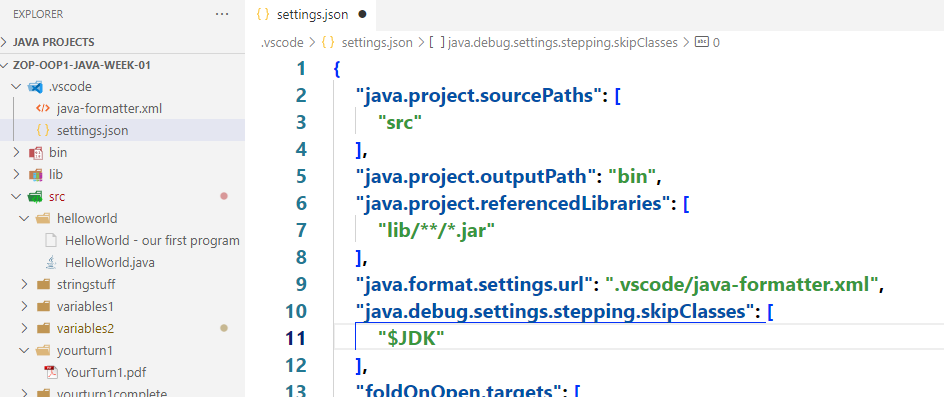 EXPLORER ···
JAVA PROJECTS
ZOP-OOP1-JAVA-WEEK-01
.vscode
java-formatter.xml
settings.json
bin
lib
src
helloworld
HelloWorld - our first program
HelloWorld.java
stringstuff
variables1
variables2
yourturn1
YourTurn1.pdf
yourturn1complete
{ } settings.json ●
.vscode > { } settings.json > [ ] java.debug.settings.stepping.skipClasses > abc 0
1 {
2 "java.project.sourcePaths": [
3 "src"
4 ],
5 "java.project.outputPath": "bin",
6 "java.project.referencedLibraries": [
7 "lib/**/*.jar"
8 ],
9 "java.format.settings.url": ".vscode/java-formatter.xml",
10 "java.debug.settings.stepping.skipClasses": [
11 "$JDK"
12 ],
13 "foldOnOpen.targets": [